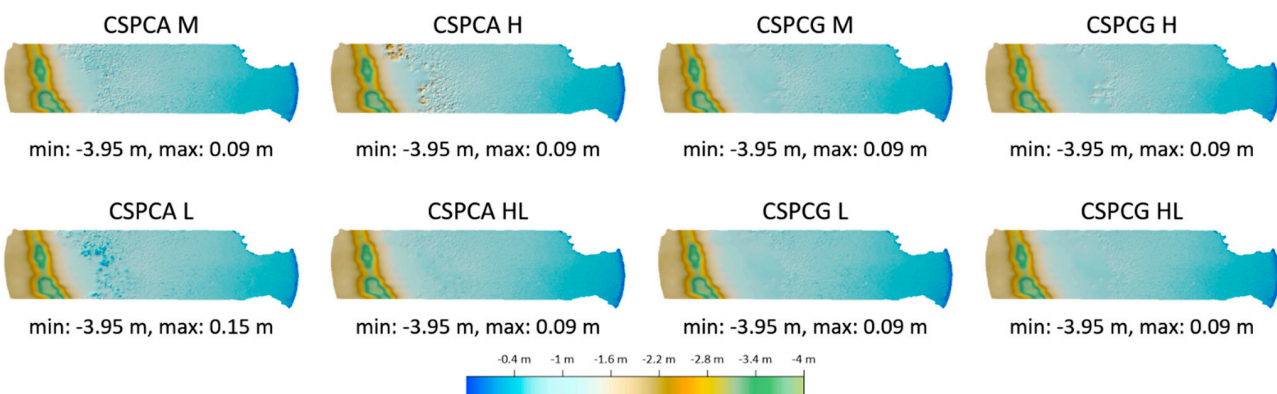 CSPCA M CSPCA H CSPCG M CSPCG H
min: -3.95 m, max: 0.09 m min: -3.95 m, max: 0.09 m min: -3.95 m, max: 0.09 m min: -3.95 m, max: 0.09 m
CSPCA L CSPCA HL CSPCG L CSPCG HL
min: -3.95 m, max: 0.15 m min: -3.95 m, max: 0.09 m min: -3.95 m, max: 0.09 m min: -3.95 m, max: 0.09 m
-0.4 m -1 m -1.6 m -2.2 m -2.8 m -3.4 m -4 m